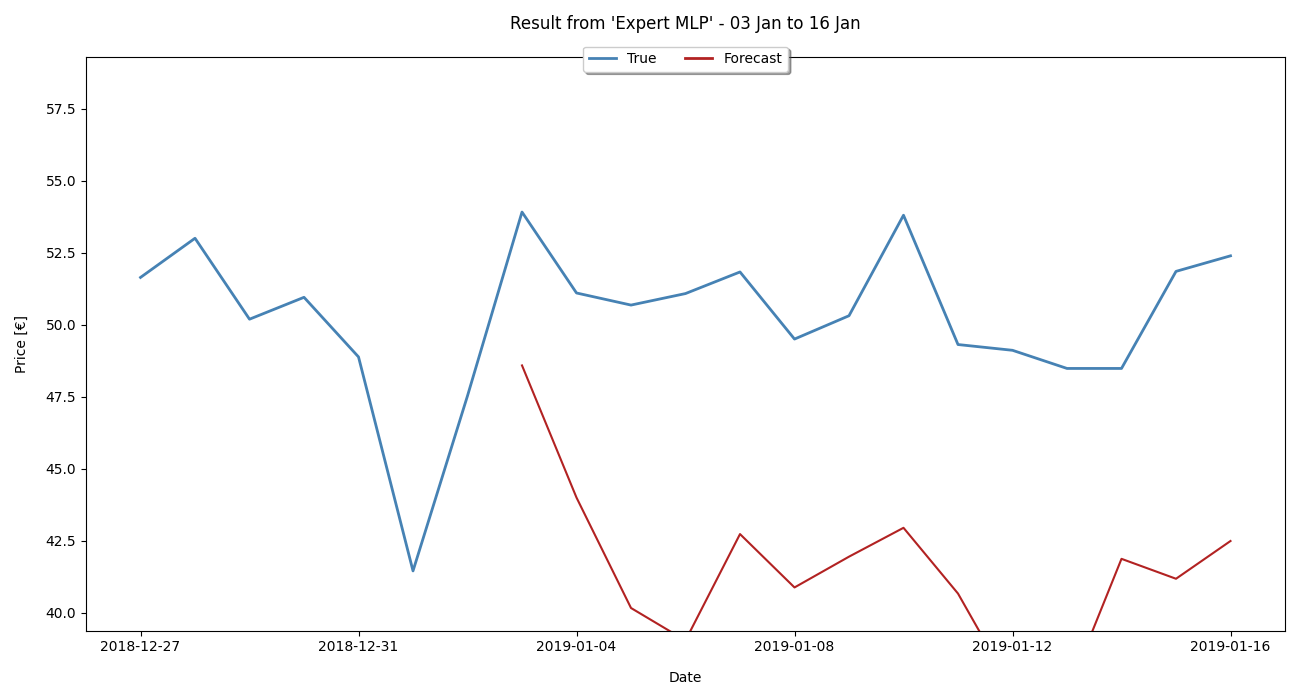 Result from 'Expert MLP' - 03 Jan to 16 Jan
True Forecast
57.5
55.0
52.5
50.0
47.5
45.0
42.5
40.0
Price [€]
2018-12-27 2018-12-31 2019-01-04 2019-01-08 2019-01-12 2019-01-16
Date